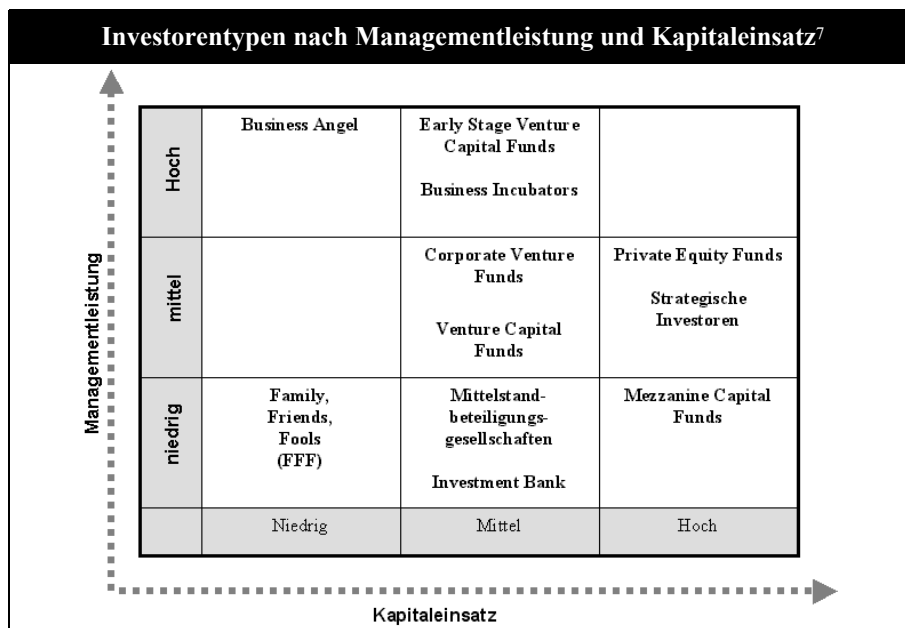 Investorentypen nach Managementleistung und Kapitaleinsatz⁷
Managementleistung
Hoch
Business Angel
Early Stage Venture
Capital Funds
Business Incubators
mittel
Corporate Venture
Funds
Venture Capital
Funds
Private Equity Funds
Strategische
Investoren
niedrig
Family,
Friends,
Fools
(FFF)
Mittelstand-
beteiligungs-
gesellschaften
Investment Bank
Mezzanine Capital
Funds
Niedrig
Mittel
Hoch
Kapitaleinsatz